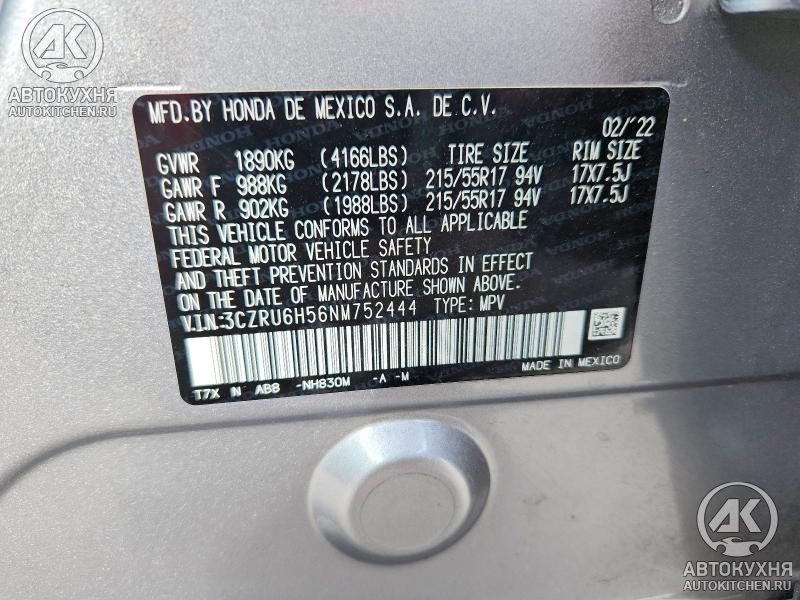 AK
АВТОКУХНЯ
AUTOKITCHEN.RU
MFD.BY HONDA DE MEXICO S.A. DE C.V.
02/'22
GVWR 1890KG (4166LBS) TIRE SIZE RIM SIZE
GAWR F 988KG (2178LBS) 215/55R17 94V 17X7.5J
GAWR R 902KG (1988LBS) 215/55R17 94V 17X7.5J
THIS VEHICLE CONFORMS TO ALL APPLICABLE
FEDERAL MOTOR VEHICLE SAFETY
AND THEFT PREVENTION STANDARDS IN EFFECT
ON THE DATE OF MANUFACTURE SHOWN ABOVE.
V.I.N:3CZRU6H56NM752444 TYPE: MPV
MADE IN MEXICO
T7X N AB8 -NH830M -A -M
AK
АВТОКУХНЯ
AUTOKITCHEN.RU